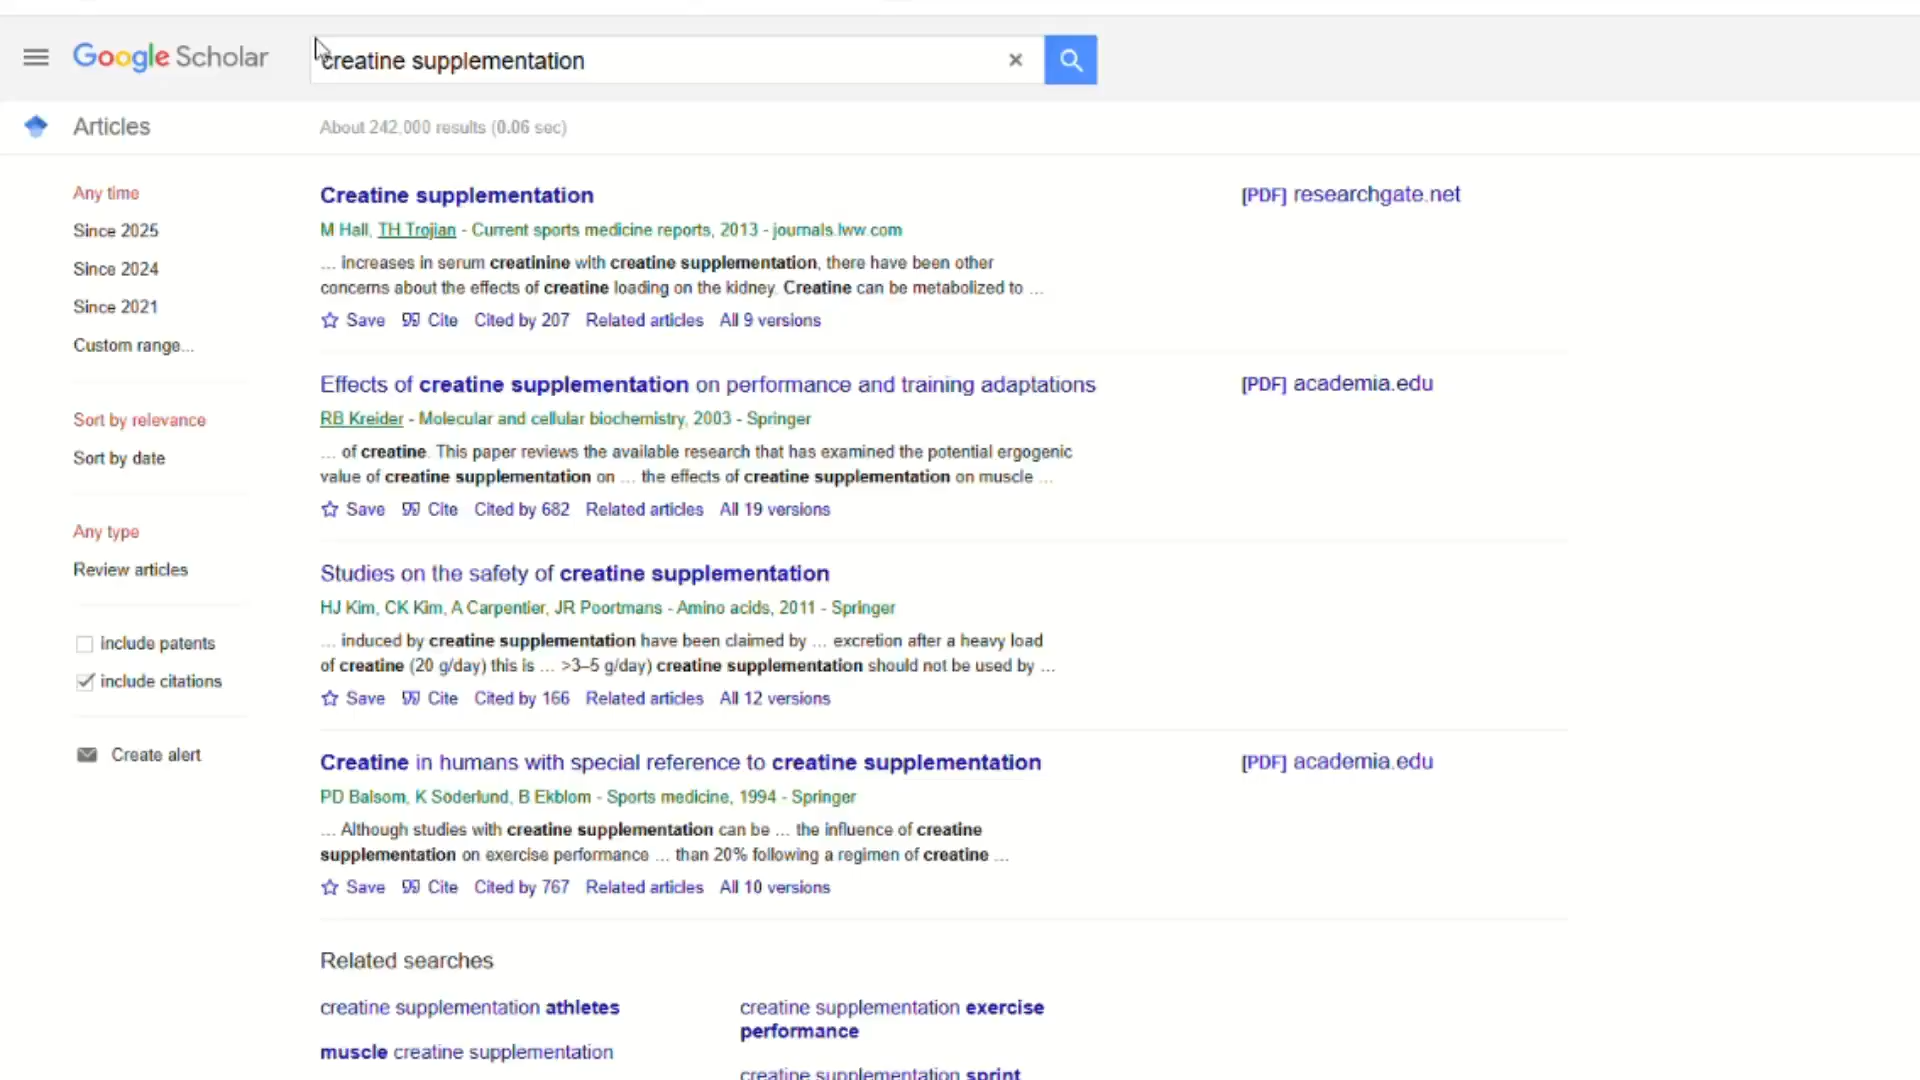 Google Scholar
creatine supplementation
Articles
About 242,000 results (0.06 sec)
Any time
Since 2025
Since 2024
Since 2021
Custom range...
Sort by relevance
Sort by date
Any type
Review articles
include patents
include citations
Create alert
Creatine supplementation
[PDF] researchgate.net
M Hall, TH Trojian - Current sports medicine reports, 2013 - journals.lww.com
... increases in serum creatinine with creatine supplementation, there have been other
concerns about the effects of creatine loading on the kidney. Creatine can be metabolized to ...
Save Cite Cited by 207 Related articles All 9 versions
Effects of creatine supplementation on performance and training adaptations
[PDF] academia.edu
RB Kreider - Molecular and cellular biochemistry, 2003 - Springer
... of creatine. This paper reviews the available research that has examined the potential ergogenic
value of creatine supplementation on ... the effects of creatine supplementation on muscle ...
Save Cite Cited by 682 Related articles All 19 versions
Studies on the safety of creatine supplementation
HJ Kim, CK Kim, A Carpentier, JR Poortmans - Amino acids, 2011 - Springer
... induced by creatine supplementation have been claimed by ... excretion after a heavy load
of creatine (20 g/day) this is ... >3–5 g/day) creatine supplementation should not be used by ...
Save Cite Cited by 166 Related articles All 12 versions
Creatine in humans with special reference to creatine supplementation
[PDF] academia.edu
PD Balsom, K Söderlund, B Ekblom - Sports medicine, 1994 - Springer
... Although studies with creatine supplementation can be ... the influence of creatine
supplementation on exercise performance ... than 20% following a regimen of creatine ...
Save Cite Cited by 767 Related articles All 10 versions
Related searches
creatine supplementation athletes
muscle creatine supplementation
creatine supplementation exercise
performance
creatine supplementation sprint